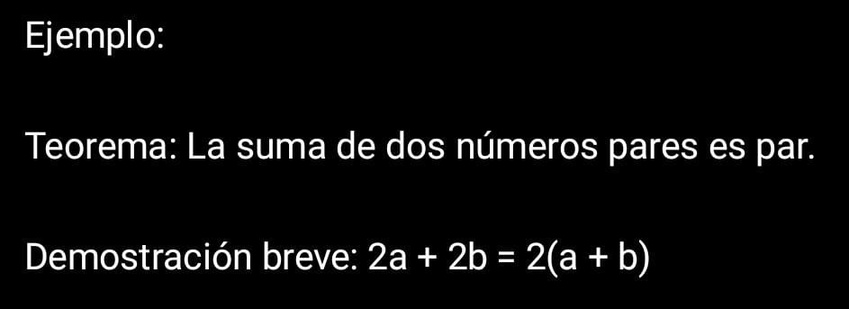 Ejemplo:
Teorema: La suma de dos números pares es par.
Demostración breve: 2a + 2b = 2(a + b)